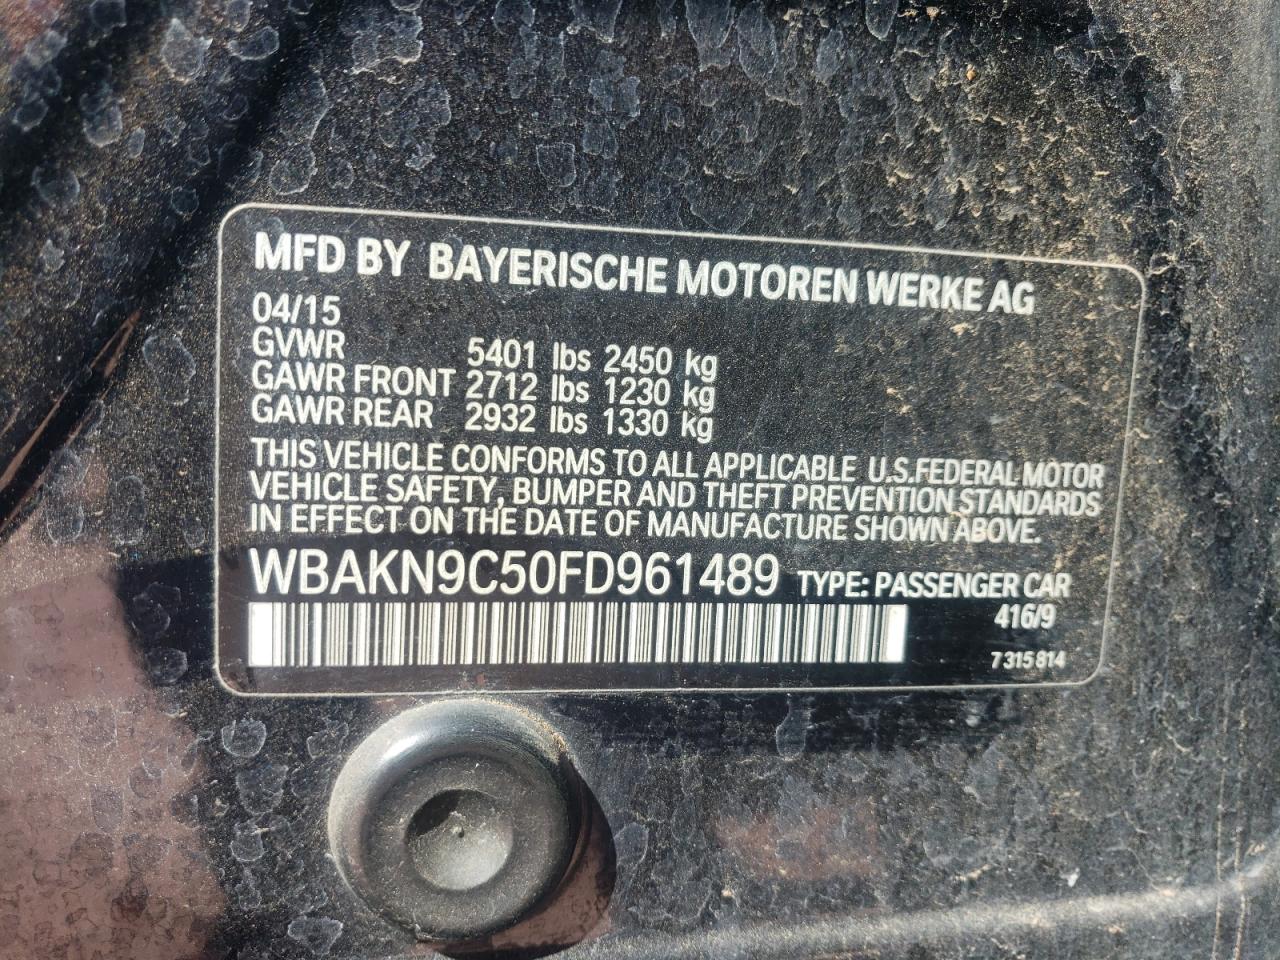 MFD BY BAYERISCHE MOTOREN WERKE AG
04/15
GVWR 5401 lbs 2450 kg
GAWR FRONT 2712 lbs 1230 kg
GAWR REAR 2932 lbs 1330 kg
THIS VEHICLE CONFORMS TO ALL APPLICABLE U.S.FEDERAL MOTOR
VEHICLE SAFETY, BUMPER AND THEFT PREVENTION STANDARDS
IN EFFECT ON THE DATE OF MANUFACTURE SHOWN ABOVE.
WBAKN9C50FD961489 TYPE: PASSENGER CAR
416/9
7 315 814